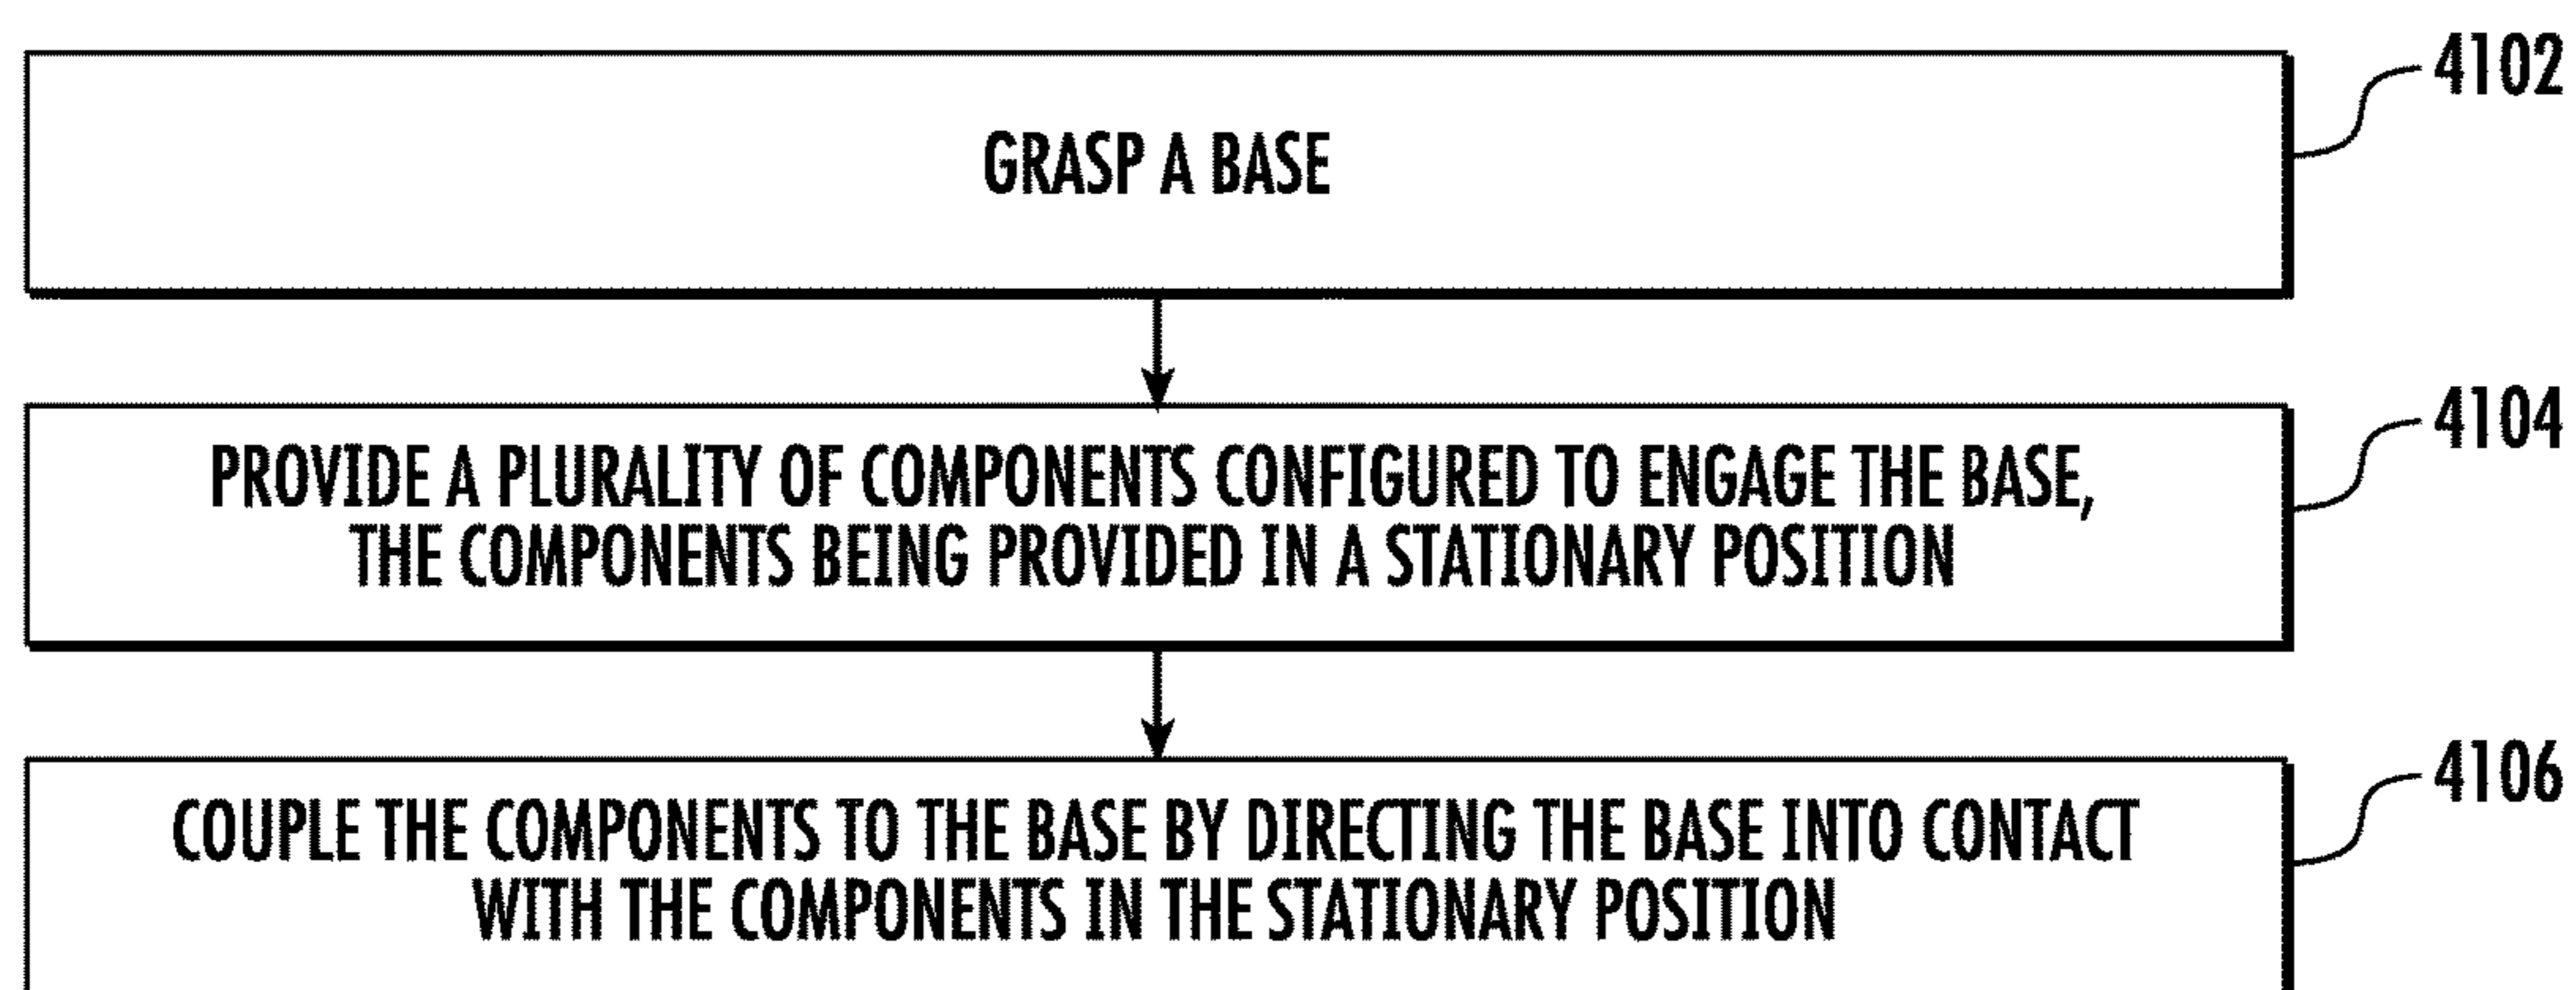 4102
GRASP A BASE
4104
PROVIDE A PLURALITY OF COMPONENTS CONFIGURED TO ENGAGE THE BASE,
THE COMPONENTS BEING PROVIDED IN A STATIONARY POSITION
4106
COUPLE THE COMPONENTS TO THE BASE BY DIRECTING THE BASE INTO CONTACT
WITH THE COMPONENTS IN THE STATIONARY POSITION